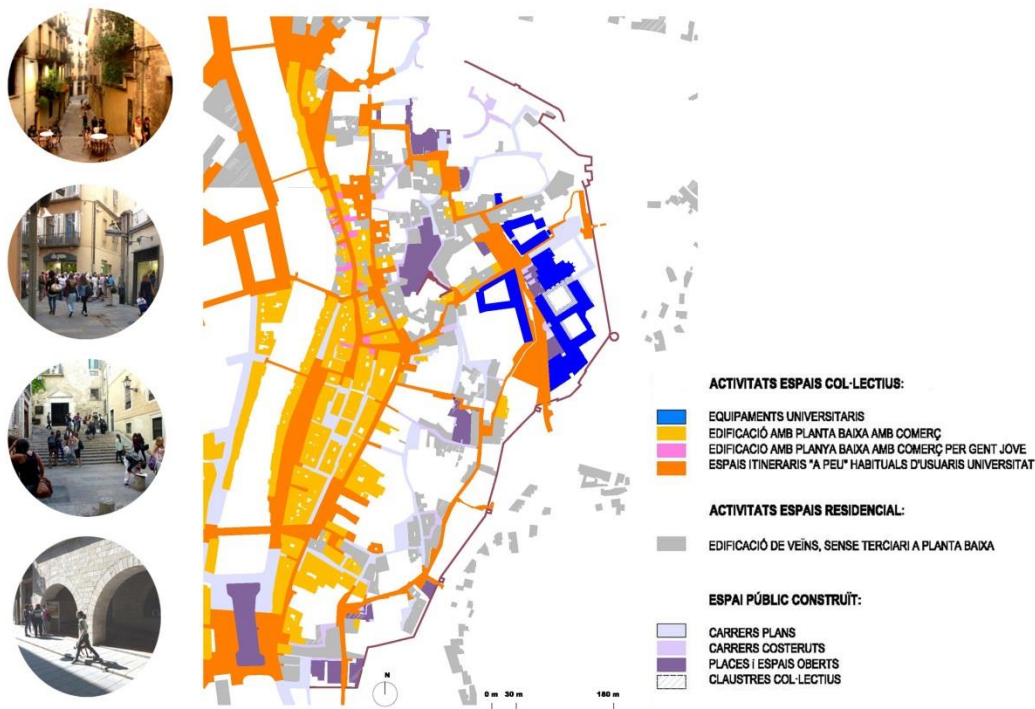 ACTIVITATS ESPAIS COL·LECTIUS:
EQUIPAMENTS UNIVERSITARIS
EDIFICACIÓ AMB PLANTA BAIXA AMB COMERÇ
EDIFICACIÓ AMB PLANYA BAIXA AMB COMERÇ PER GENT JOVE
ESPAIS ITINERARIS "A PEU" HABITUALS D'USUARIS UNIVERSITAT
ACTIVITATS ESPAIS RESIDENCIAL:
EDIFICACIÓ DE VEÏNS, SENSE TERCIARI A PLANTA BAIXA
ESPAI PÚBLIC CONSTRUÏT:
CARRERS PLANS
CARRERS COSTERUTS
PLACES i ESPAIS OBERTS
CLAUSTRES COL·LECTIUS
N
0 m 30 m 180 m